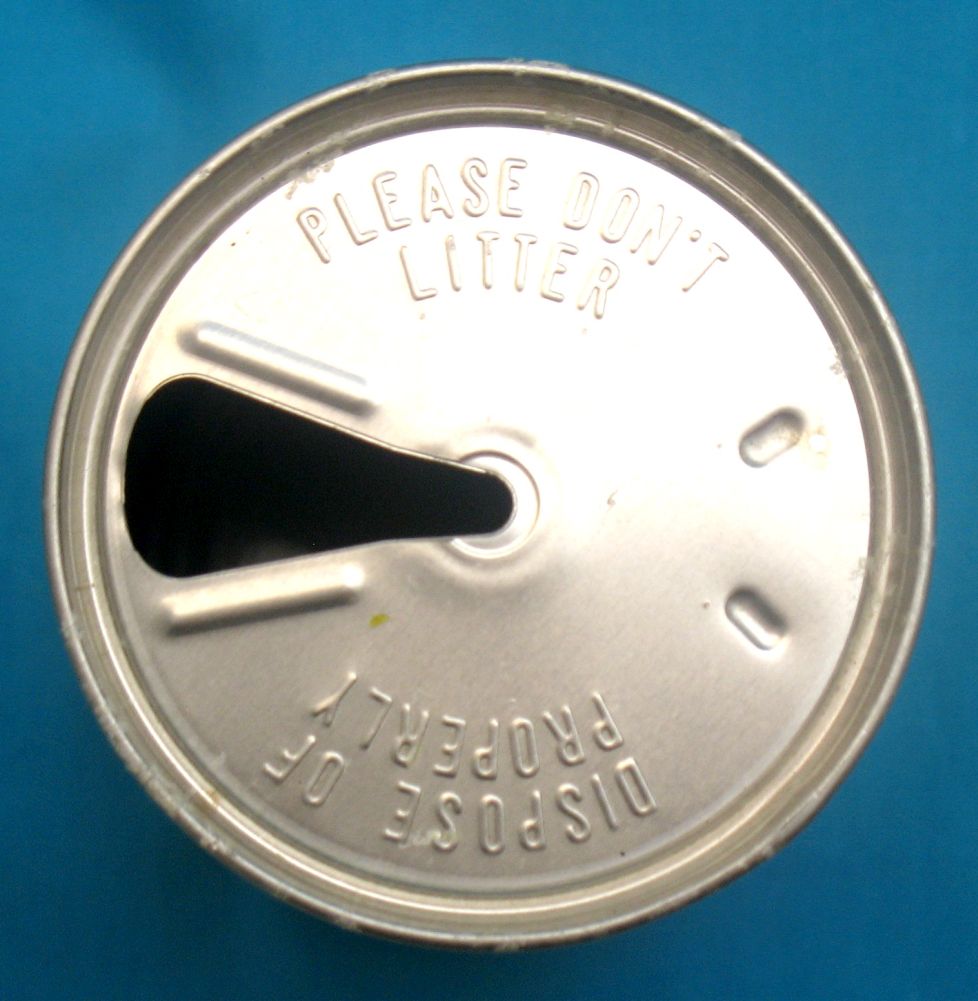 PLEASE DON'T
LITTER
DISPOSE OF
PROPERLY